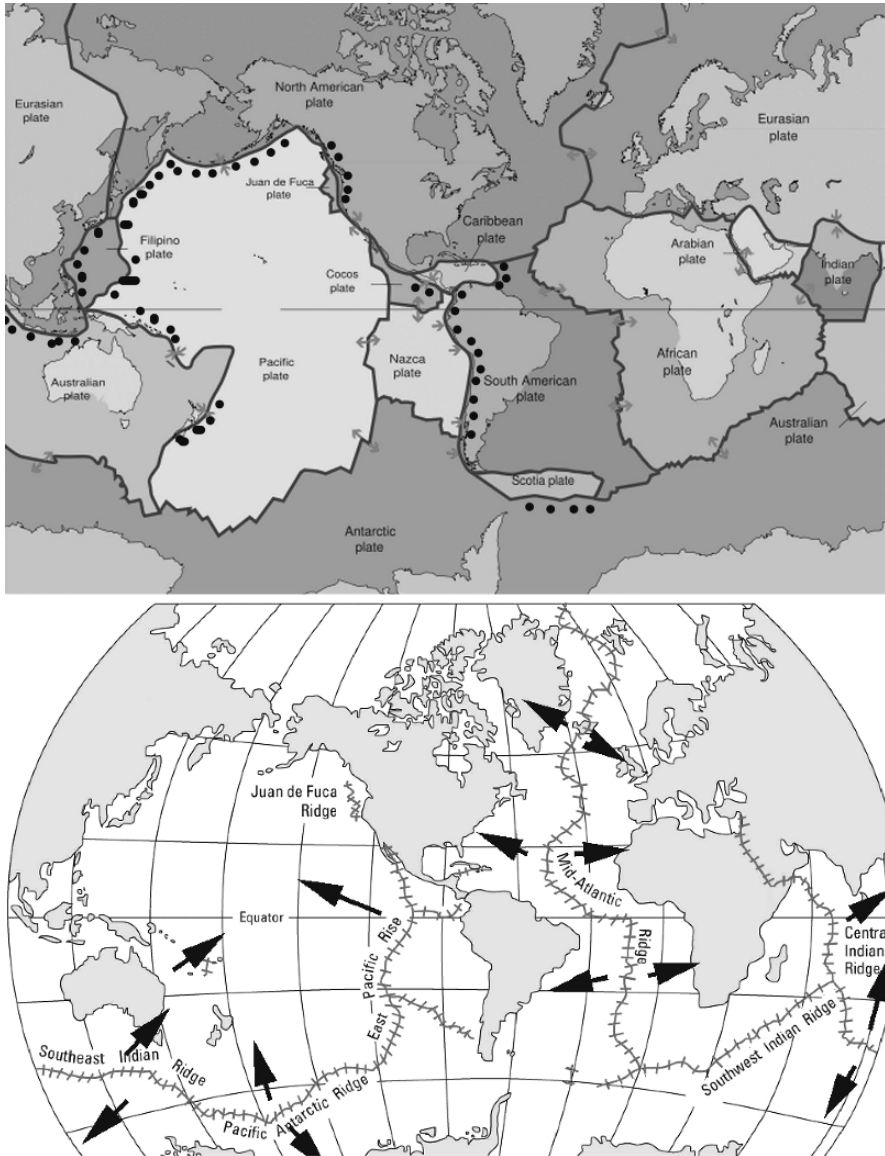 North American
plate
Eurasian
plate
Eurasian
plate
Juan de Fuca
plate
Caribbean
plate
Filipino
plate
Arabian
plate
Indian
plate
Cocos
plate
Pacific
plate
Nazca
plate
African
plate
Australian
plate
South American
plate
Australian
plate
Scotia plate
Antarctic
plate
Juan de Fuca
Ridge
Mid-Atlantic
Ridge
Equator
East Pacific Rise
Central
Indian
Ridge
Southeast Indian
Ridge
Southwest Indian Ridge
Pacific Antarctic Ridge